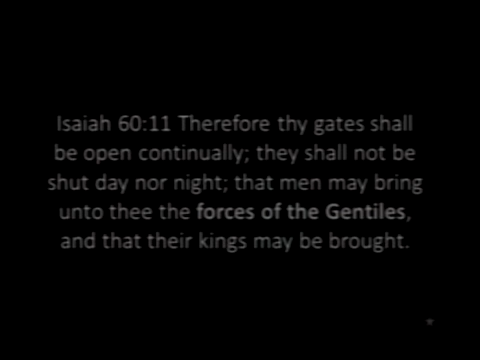 Isaiah 60:11 Therefore thy gates shall
be open continually; they shall not be
shut day nor night; that men may bring
unto thee the forces of the Gentiles,
and that their kings may be brought.